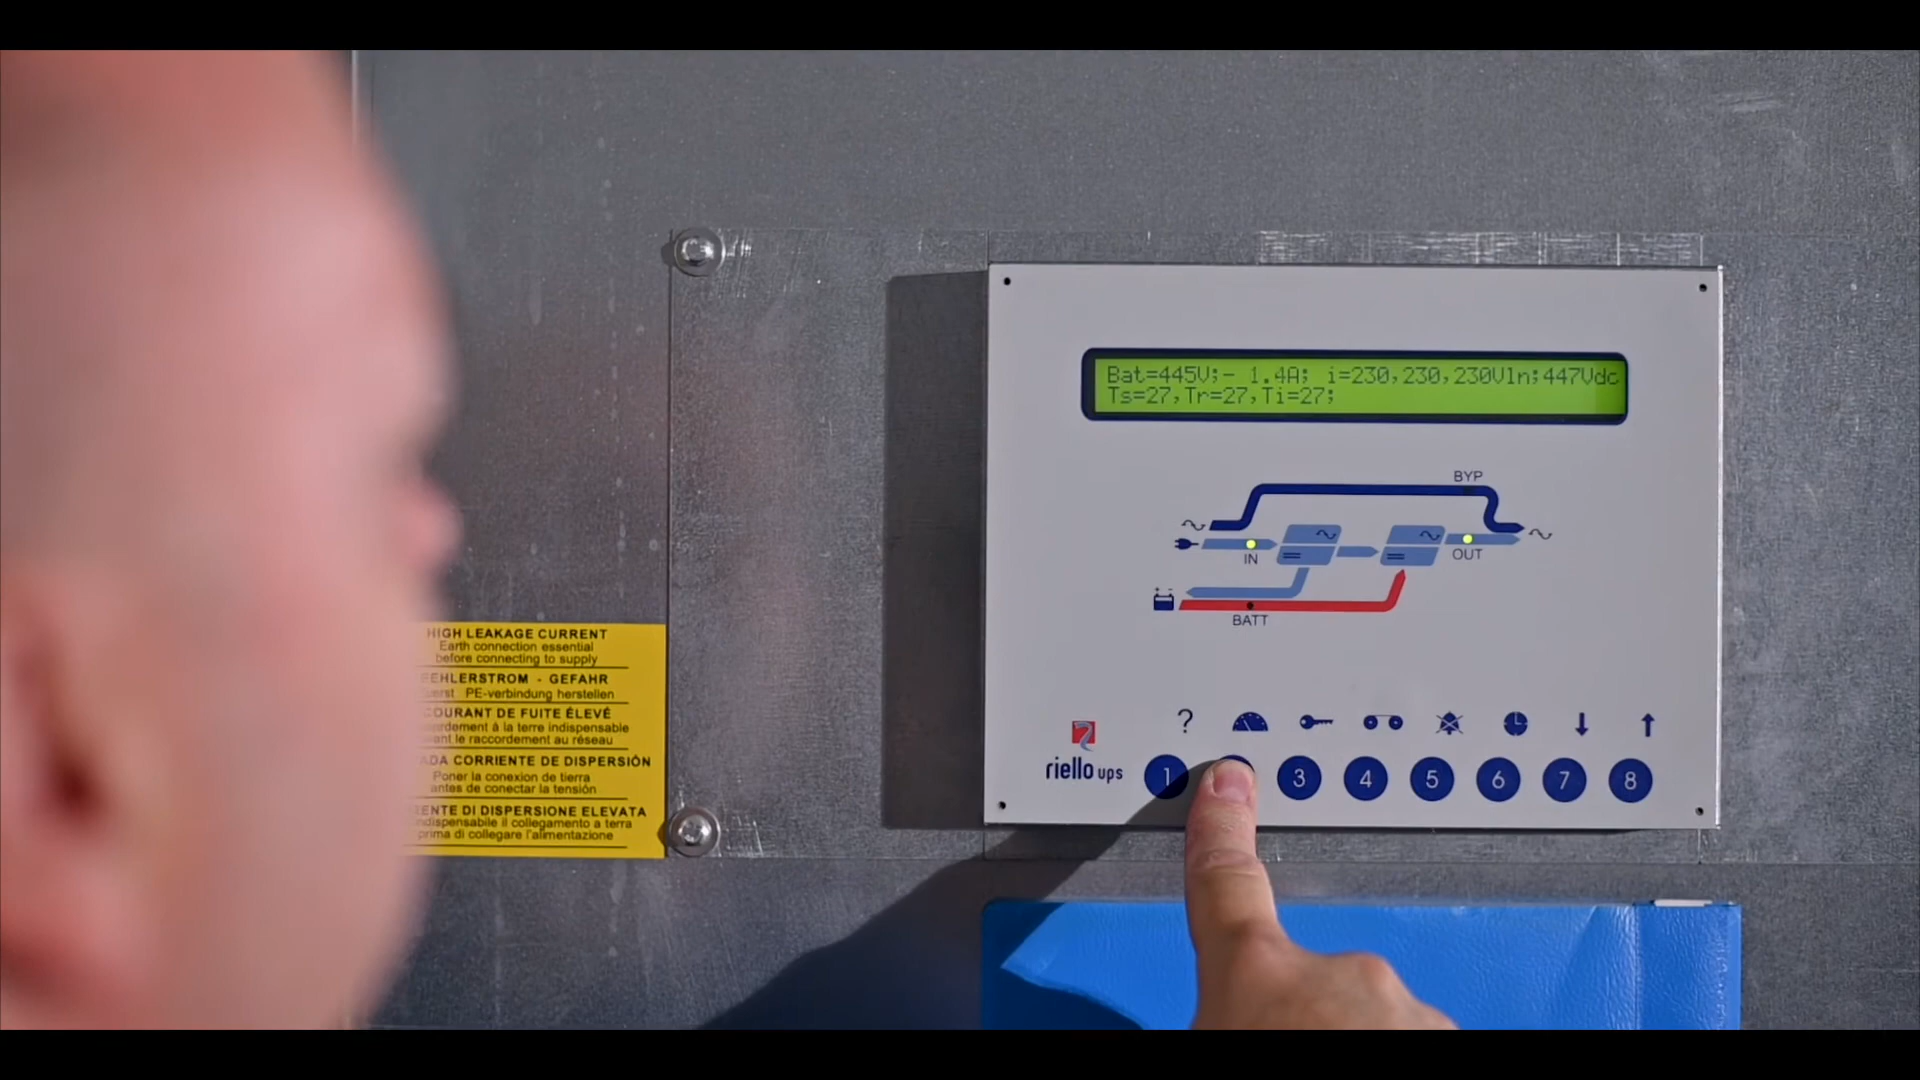 Bat=445V;- 1.4A; i=230,230,230Vln;447Vdc
Ts=27,Tr=27,Ti=27;
BYP
IN
OUT
BATT
?
riello ups
1
3
4
5
6
7
8
HIGH LEAKAGE CURRENT
Earth connection essential
before connecting to supply
- GEFAHR
PE-verbindung herstellen
COURANT DE FUITE ÉLEVÉ
à la terre indispensable
le raccordement au réseau
CORRIENTE DE DISPERSIÓN
Poner la conexion de tierra
antes de conectar la tensión
DI DISPERSIONE ELEVATA
indispensabile il collegamento a terra
prima di collegare l'alimentazione